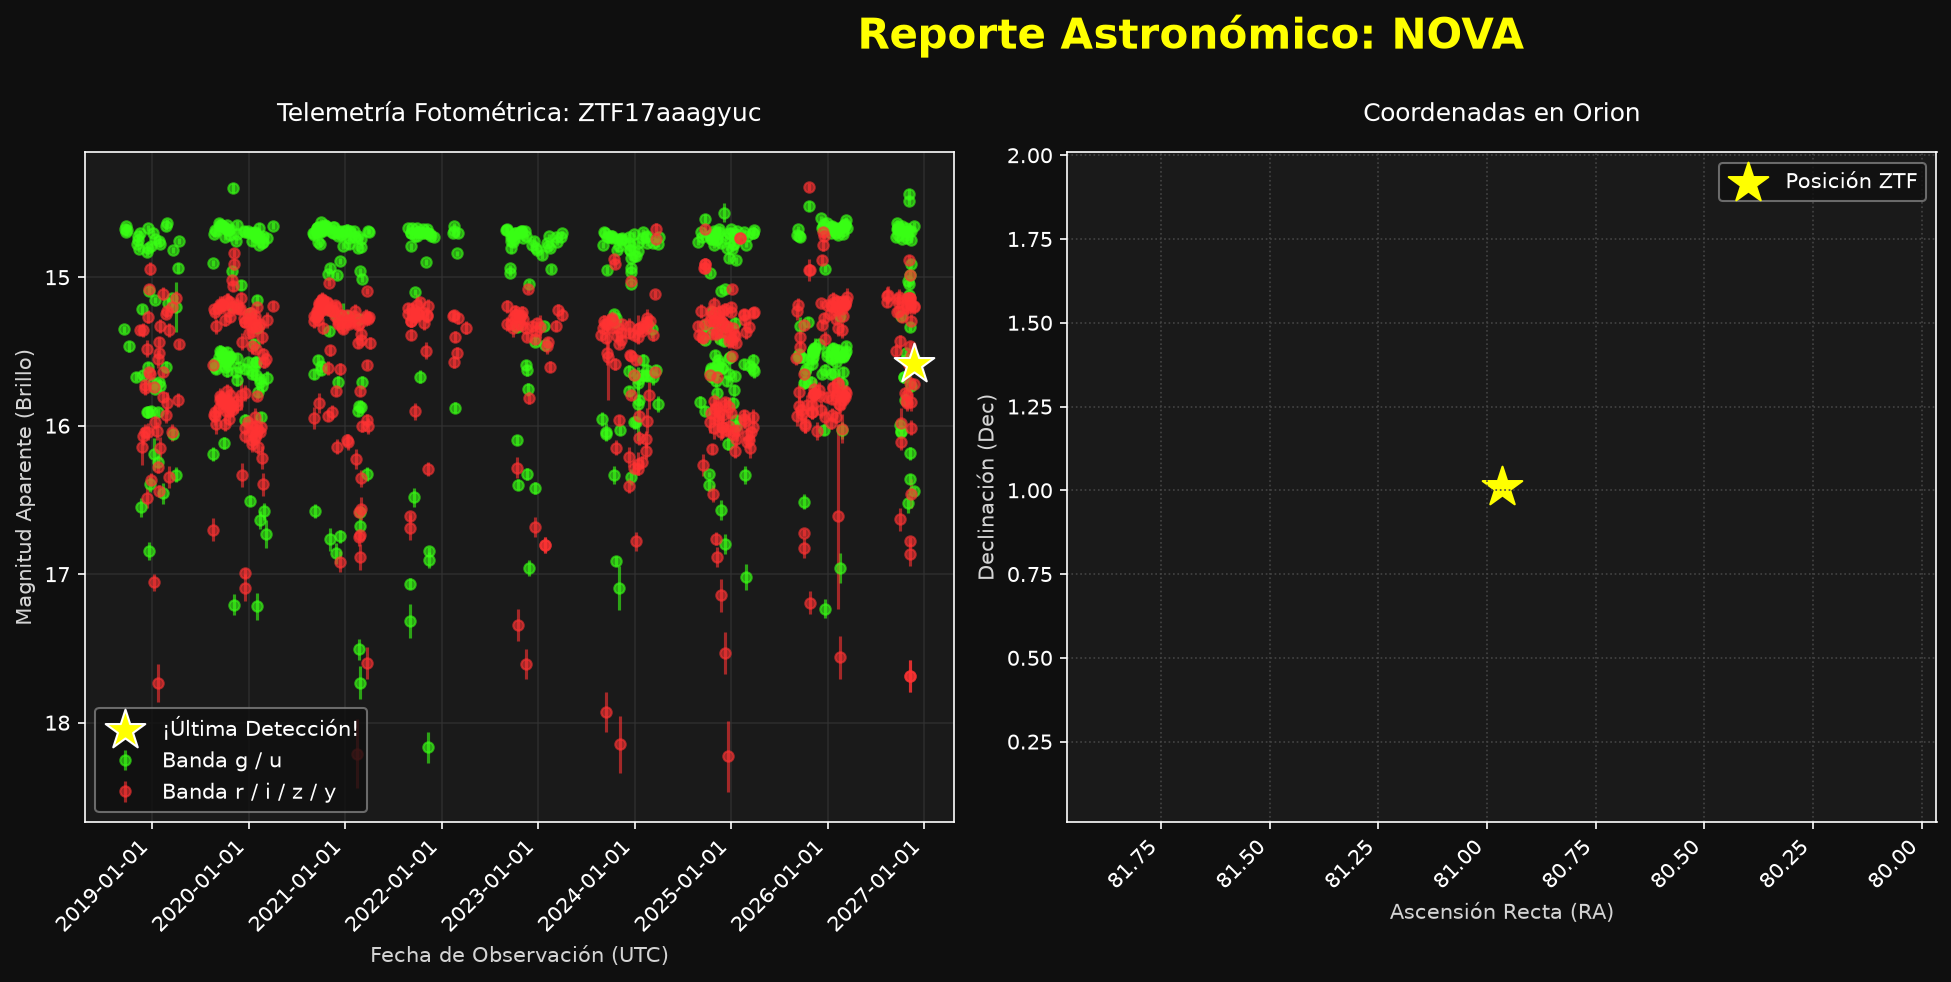 Reporte Astronómico: NOVA
Telemetría Fotométrica: ZTF17aaagyuc
Magnitud Aparente (Brillo)
15
16
17
18
¡Última Detección!
Banda g / u
Banda r / i / z / y
2019-01-01
2020-01-01
2021-01-01
2022-01-01
2023-01-01
2024-01-01
2025-01-01
2026-01-01
2027-01-01
Fecha de Observación (UTC)
Coordenadas en Orion
Posición ZTF
Declinación (Dec)
2.00
1.75
1.50
1.25
1.00
0.75
0.50
0.25
81.75
81.50
81.25
81.00
80.75
80.50
80.25
80.00
Ascensión Recta (RA)